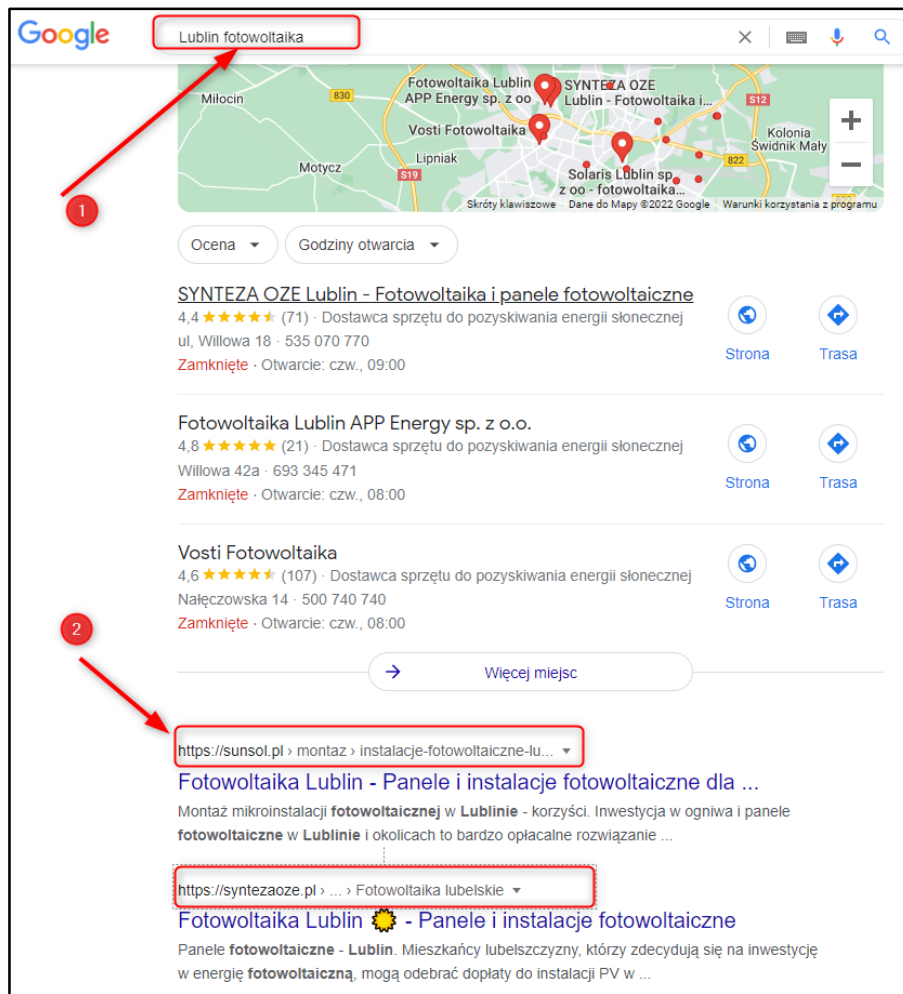 Google
Lublin fotowoltaika
Miłocin
830
Fotowoltaika Lublin
APP Energy sp. z oo
SYNTEZA OZE
Lublin - Fotowoltaika i...
S12
Vosti Fotowoltaika
Kolonia
Świdnik Mały
Lipniak
822
Motycz
S19
Solaris Lublin sp.
z oo - fotowoltaika...
Skróty klawiszowe Dane do Mapy ©2022 Google Warunki korzystania z programu
1
Ocena
Godziny otwarcia
SYNTEZA OZE Lublin - Fotowoltaika i panele fotowoltaiczne
4,4 (71) · Dostawca sprzętu do pozyskiwania energii słonecznej
ul, Willowa 18 · 535 070 770
Zamknięte · Otwarcie: czw., 09:00
Strona
Trasa
Fotowoltaika Lublin APP Energy sp. z o.o.
4,8 (21) · Dostawca sprzętu do pozyskiwania energii słonecznej
Willowa 42a · 693 345 471
Zamknięte · Otwarcie: czw., 08:00
Strona
Trasa
Vosti Fotowoltaika
4,6 (107) · Dostawca sprzętu do pozyskiwania energii słonecznej
Nałęczowska 14 · 500 740 740
Zamknięte · Otwarcie: czw., 08:00
Strona
Trasa
2
Więcej miejsc
https://sunsol.pl › montaz › instalacje-fotowoltaiczne-lu...
Fotowoltaika Lublin - Panele i instalacje fotowoltaiczne dla ...
Montaż mikroinstalacji fotowoltaicznej w Lublinie - korzyści. Inwestycja w ogniwa i panele
fotowoltaiczne w Lublinie i okolicach to bardzo opłacalne rozwiązanie ...
https://syntezaoze.pl › ... › Fotowoltaika lubelskie
Fotowoltaika Lublin - Panele i instalacje fotowoltaiczne
Panele fotowoltaiczne - Lublin. Mieszkańcy lubelszczyzny, którzy zdecydują się na inwestycję
w energię fotowoltaiczną, mogą odebrać dopłaty do instalacji PV w ...